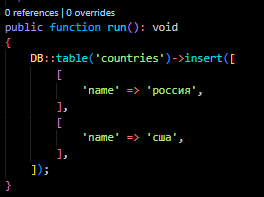 0 references | 0 overrides
public function run(): void
{
    DB::table('countries')->insert([
        [
            'name' => 'россия',
        ],
        [
            'name' => 'сша',
        ],
    ]);
}